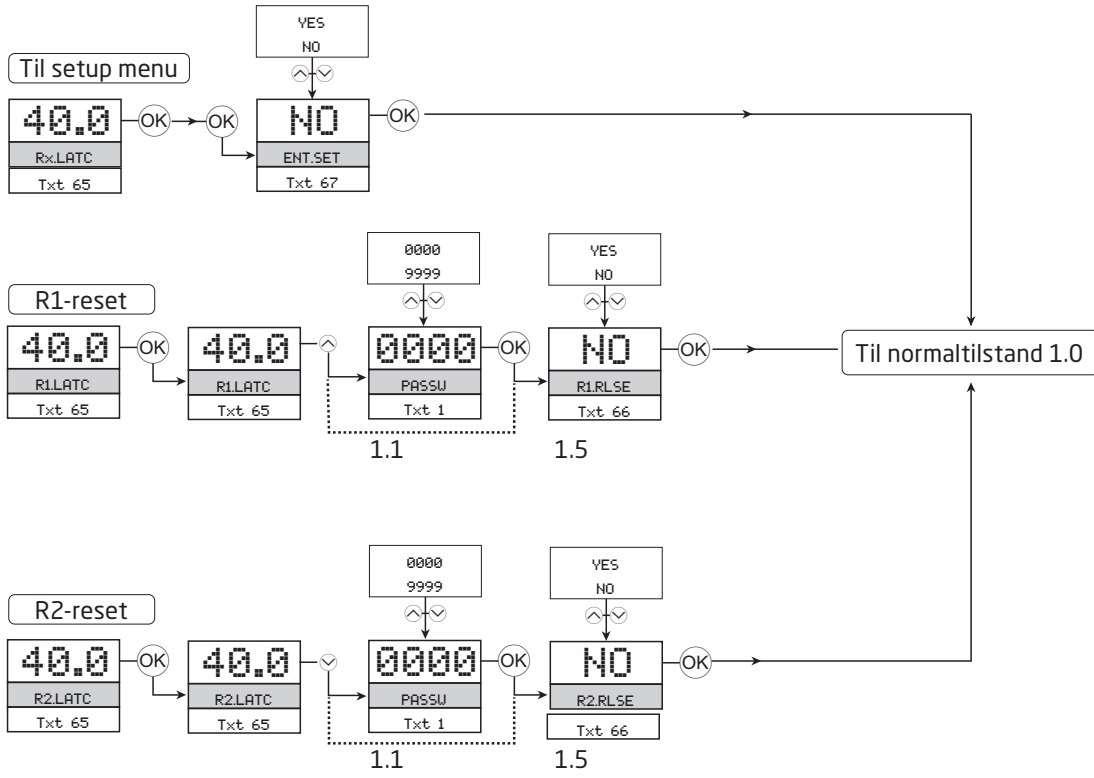 YES
NO
Til setup menu
40.0 OK OK NO OK
Rx.LATC ENT.SET
Txt 65 Txt 67
0000 YES
9999 NO
R1-reset
40.0 OK 40.0 0000 OK NO OK Til normaltilstand 1.0
R1.LATC R1.LATC PASSW R1.RLSE
Txt 65 Txt 65 Txt 1 Txt 66
1.1 1.5
0000 YES
9999 NO
R2-reset
40.0 OK 40.0 0000 OK NO OK
R2.LATC R2.LATC PASSW R2.RLSE
Txt 65 Txt 65 Txt 1 Txt 66
1.1 1.5